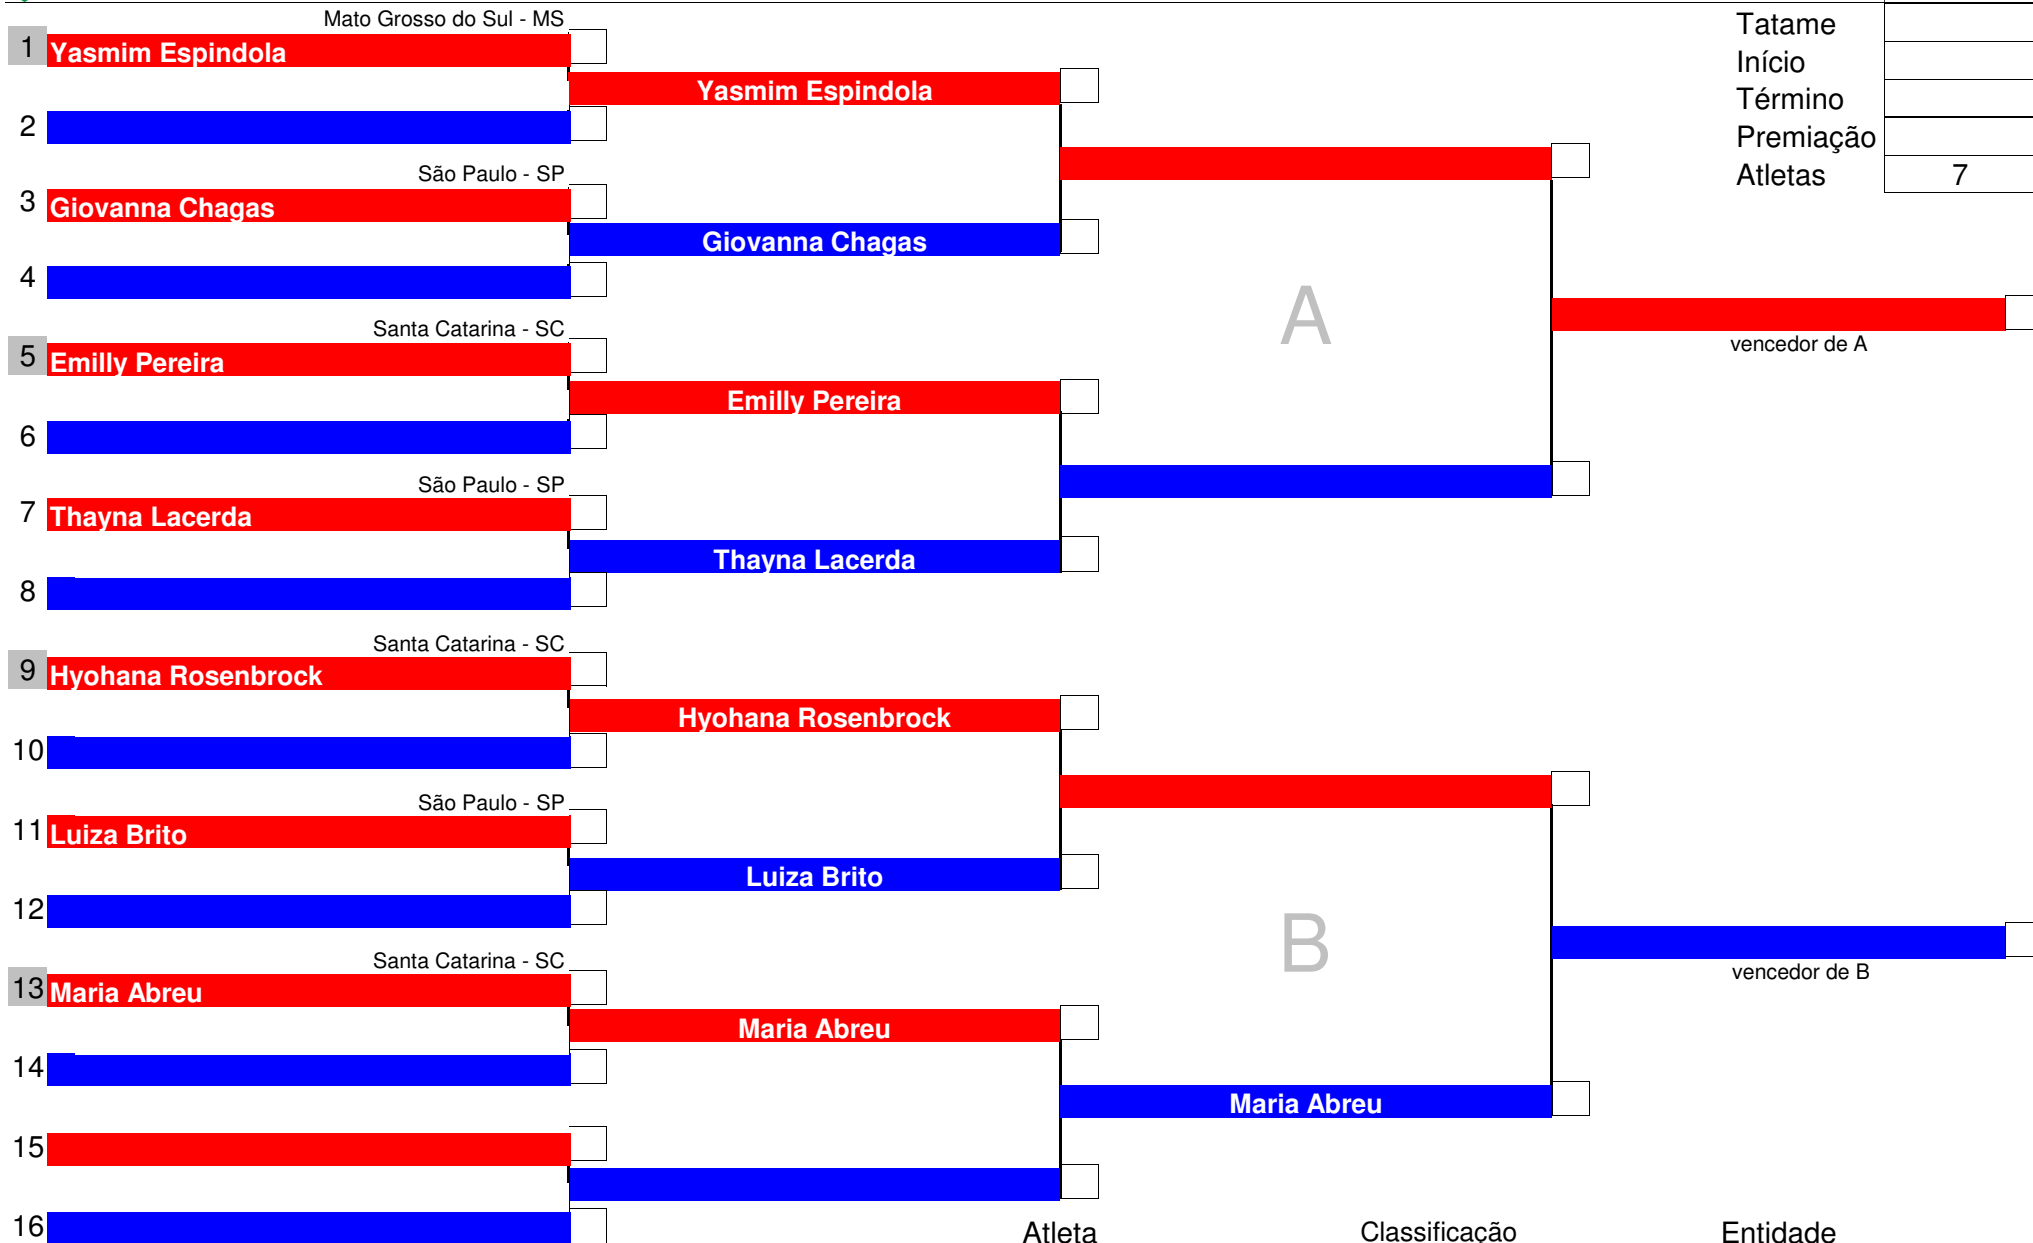 Mato Grosso do Sul - MS
1 Yasmim Espindola
Yasmim Espindola
2
São Paulo - SP
3 Giovanna Chagas
Giovanna Chagas
4
Santa Catarina - SC
5 Emilly Pereira
Emilly Pereira
6
São Paulo - SP
7 Thayna Lacerda
Thayna Lacerda
8
Santa Catarina - SC
9 Hyohana Rosenbrock
Hyohana Rosenbrock
10
São Paulo - SP
11 Luiza Brito
Luiza Brito
12
Santa Catarina - SC
13 Maria Abreu
Maria Abreu
14
15
16
A
B
Maria Abreu
Tatame
Início
Término
Premiação
Atletas 7
vencedor de A
vencedor de B
Atleta Classificação Entidade